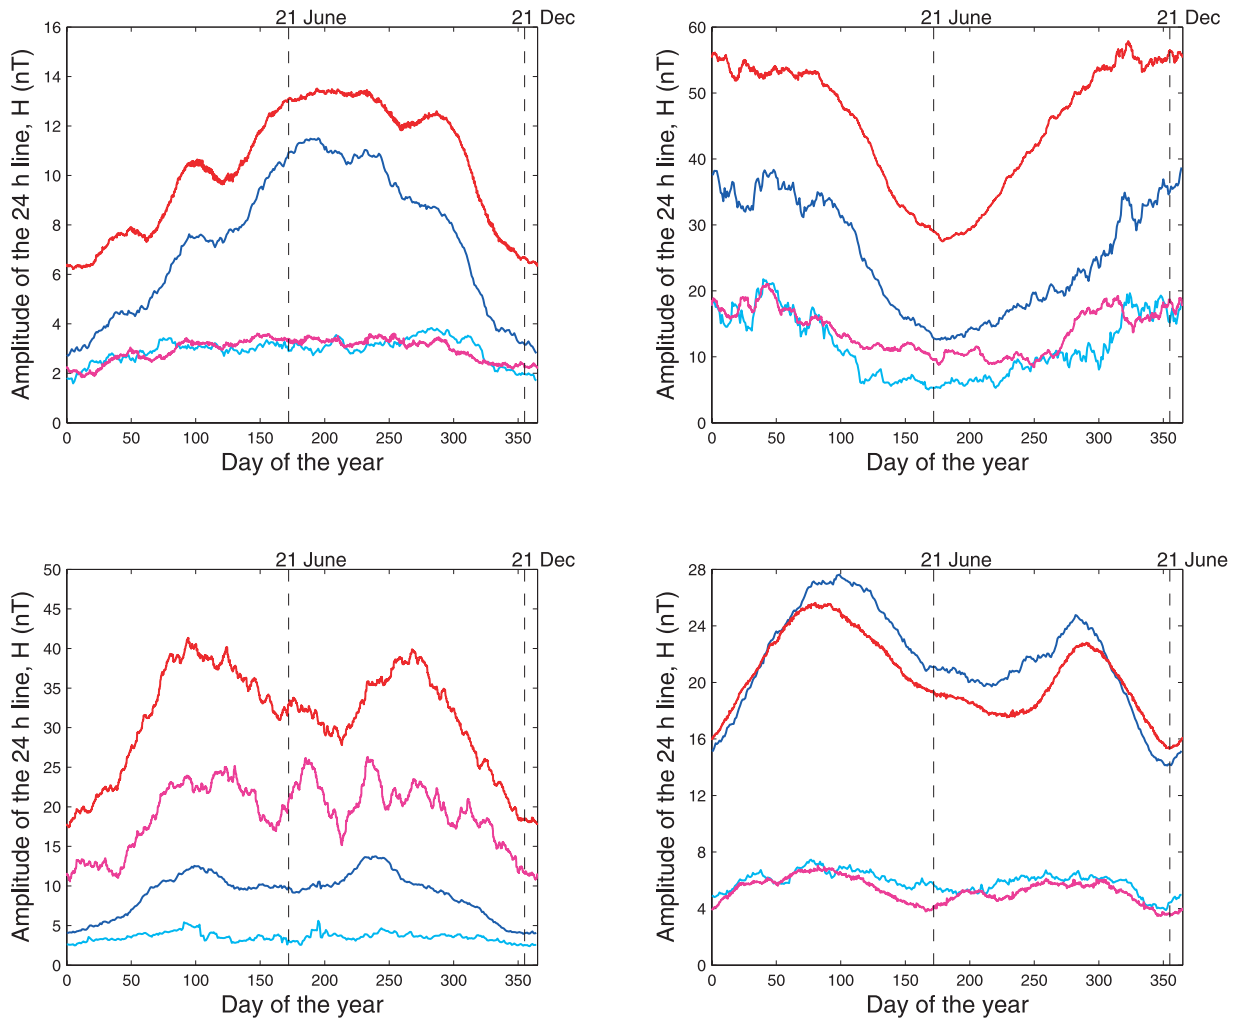 21 June 21 Dec
Amplitude of the 24 h line, H (nT)
16
14
12
10
8
6
4
2
0
0 50 100 150 200 250 300 350
Day of the year
21 June 21 Dec
Amplitude of the 24 h line, H (nT)
60
50
40
30
20
10
0
0 50 100 150 200 250 300 350
Day of the year
21 June 21 Dec
Amplitude of the 24 h line, H (nT)
50
45
40
35
30
25
20
15
10
5
0
0 50 100 150 200 250 300 350
Day of the year
21 June 21 June
Amplitude of the 24 h line, H (nT)
28
24
20
16
12
8
4
0
0 50 100 150 200 250 300 350
Day of the year